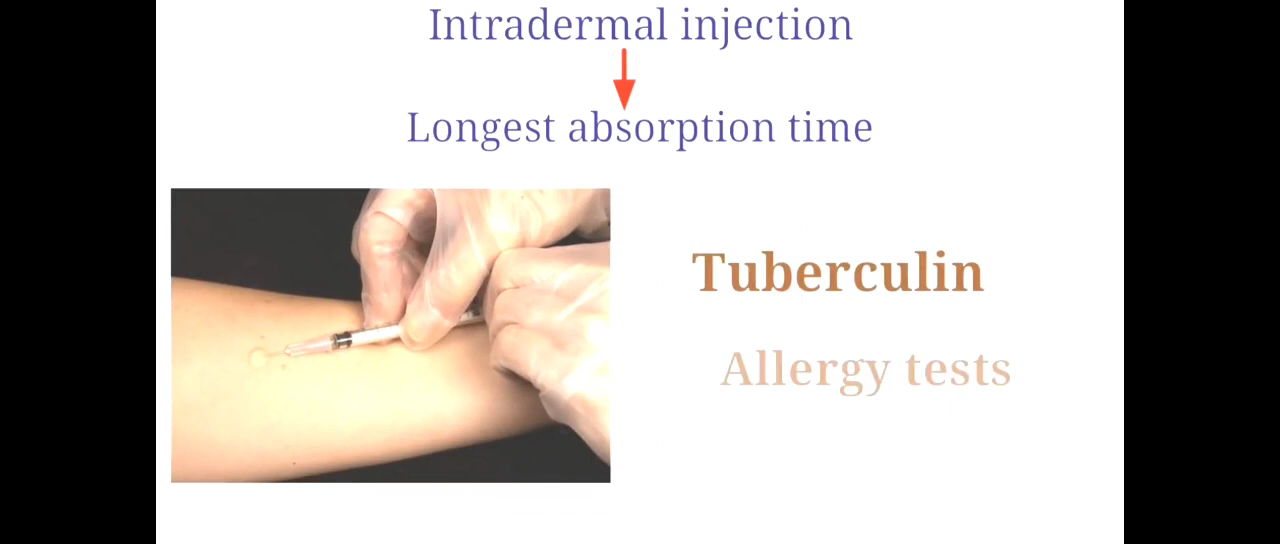 Intradermal injection
Longest absorption time
Tuberculin
Allergy tests